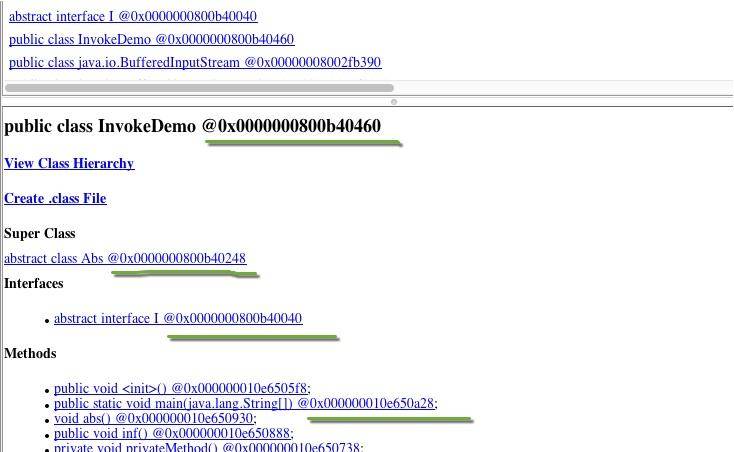 abstract interface I @0x0000000800b40040
public class InvokeDemo @0x0000000800b40460
public class java.io.BufferedInputStream @0x00000008002fb390
public class InvokeDemo @0x0000000800b40460
View Class Hierarchy
Create .class File
Super Class
abstract class Abs @0x0000000800b40248
Interfaces
• abstract interface I @0x0000000800b40040
Methods
• public void <init>() @0x000000010e6505f8;
• public static void main(java.lang.String[]) @0x000000010e650a28;
• void abs() @0x000000010e650930;
• public void inf() @0x000000010e650888;
• private void privateMethod() @0x000000010e650738;